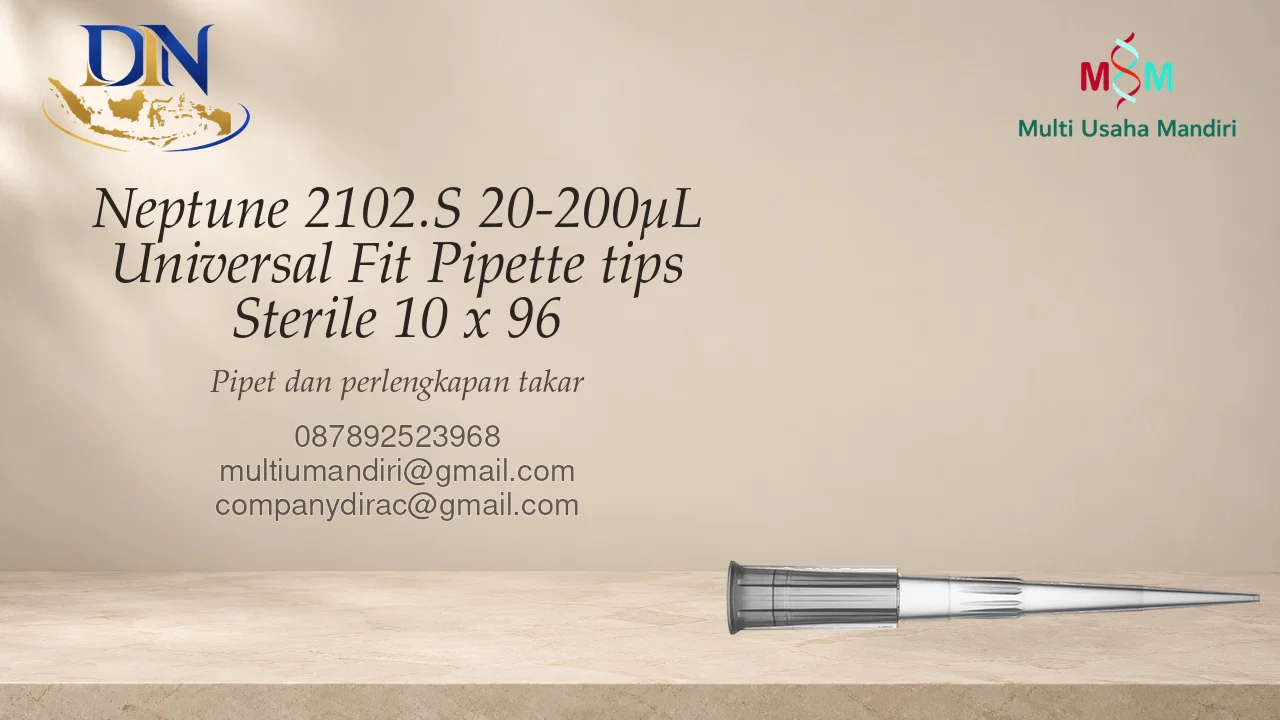 DIN
M M
Multi Usaha Mandiri
Neptune 2102.S 20-200µL
Universal Fit Pipette tips
Sterile 10 x 96
Pipet dan perlengkapan takar
087892523968
multiumandiri@gmail.com
companydirac@gmail.com